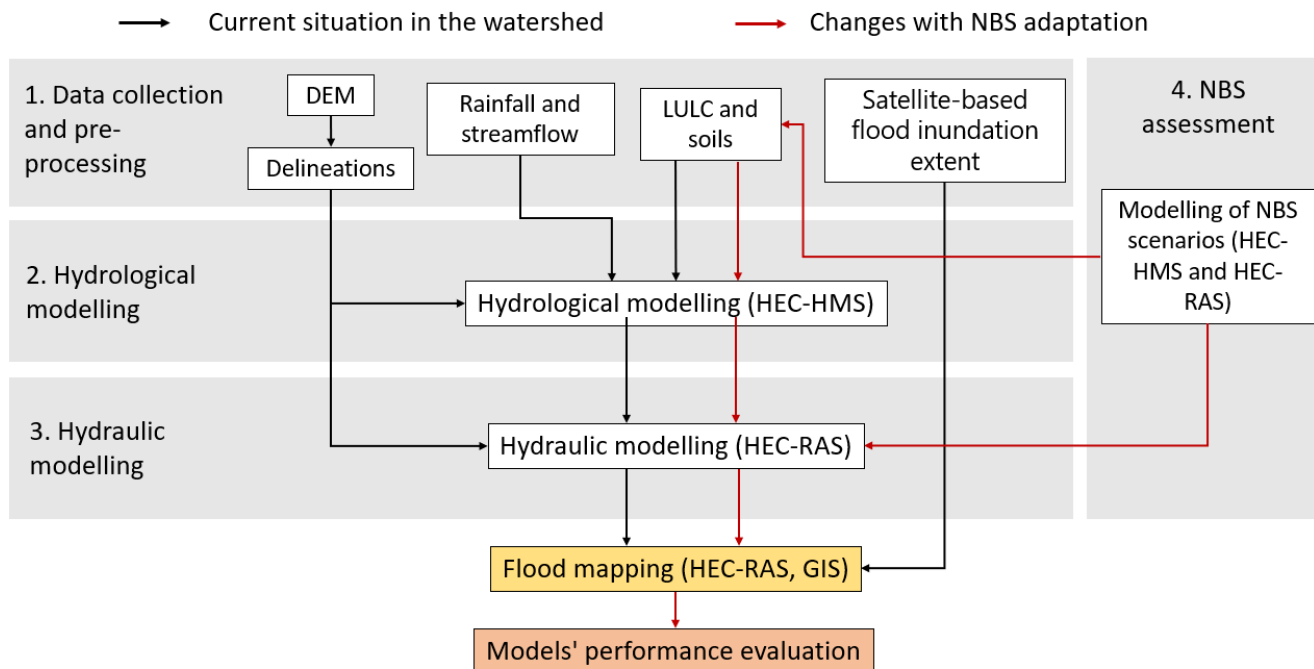 Current situation in the watershed
Changes with NBS adaptation
1. Data collection
and pre-
processing
DEM
Delineations
Rainfall and
streamflow
LULC and
soils
Satellite-based
flood inundation
extent
4. NBS
assessment
Modelling of NBS
scenarios (HEC-
HMS and HEC-
RAS)
2. Hydrological
modelling
Hydrological modelling (HEC-HMS)
3. Hydraulic
modelling
Hydraulic modelling (HEC-RAS)
Flood mapping (HEC-RAS, GIS)
Models' performance evaluation